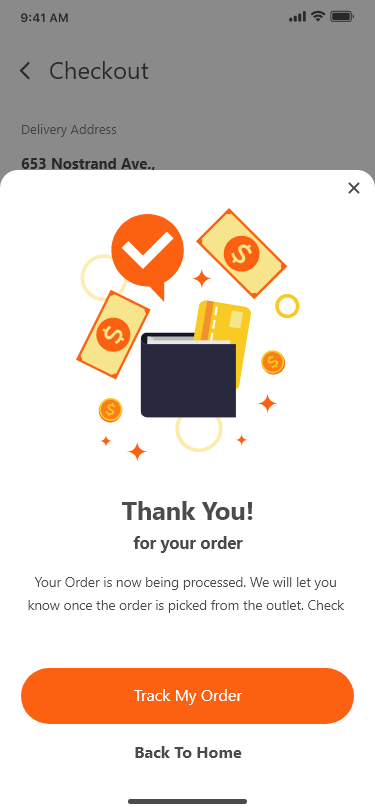 9:41 AM
Checkout
Delivery Address
653 Nostrand Ave.,
$
$
$
$
Thank You!
for your order
Your Order is now being processed. We will let you
know once the order is picked from the outlet. Check
Track My Order
Back To Home